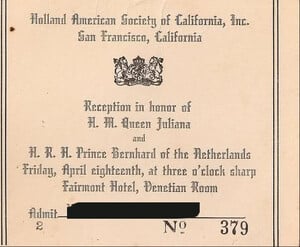 Holland American Society of California, Inc.
San Francisco, California
Reception in honor of
H. M. Queen Juliana
and
H. R. H. Prince Bernhard of the Netherlands
Friday, April eighteenth, at three o'clock sharp
Fairmont Hotel, Venetian Room
Admit
2 No 379